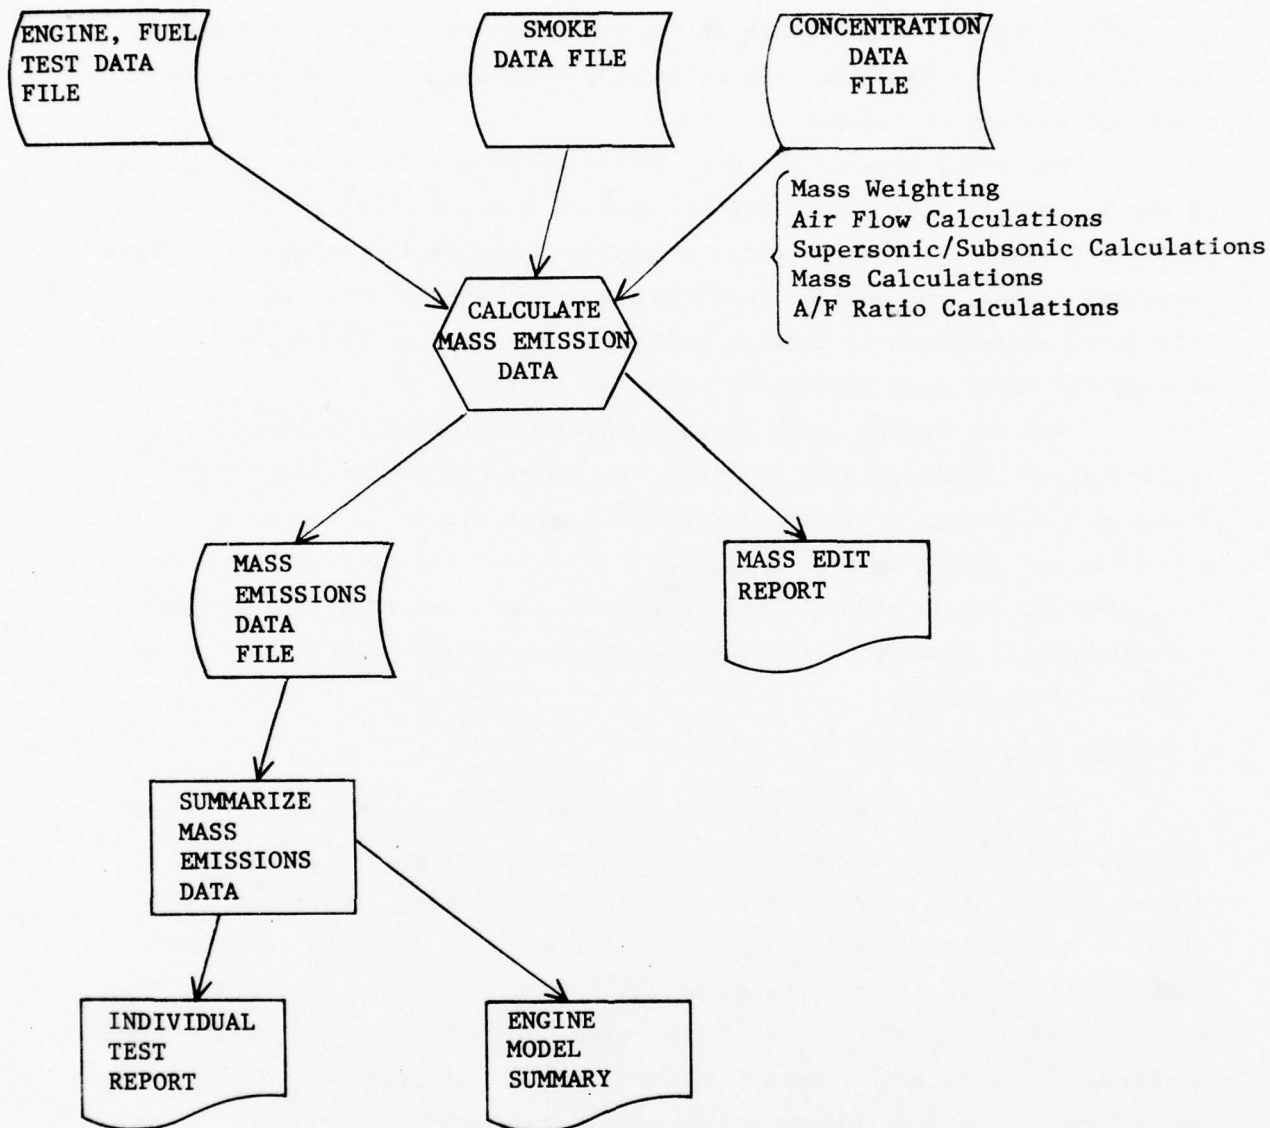 ENGINE, FUEL
TEST DATA
FILE
SMOKE
DATA FILE
CONCENTRATION
DATA
FILE
Mass Weighting
Air Flow Calculations
Supersonic/Subsonic Calculations
Mass Calculations
A/F Ratio Calculations
CALCULATE
MASS EMISSION
DATA
MASS
EMISSIONS
DATA
FILE
MASS EDIT
REPORT
SUMMARIZE
MASS
EMISSIONS
DATA
INDIVIDUAL
TEST
REPORT
ENGINE
MODEL
SUMMARY